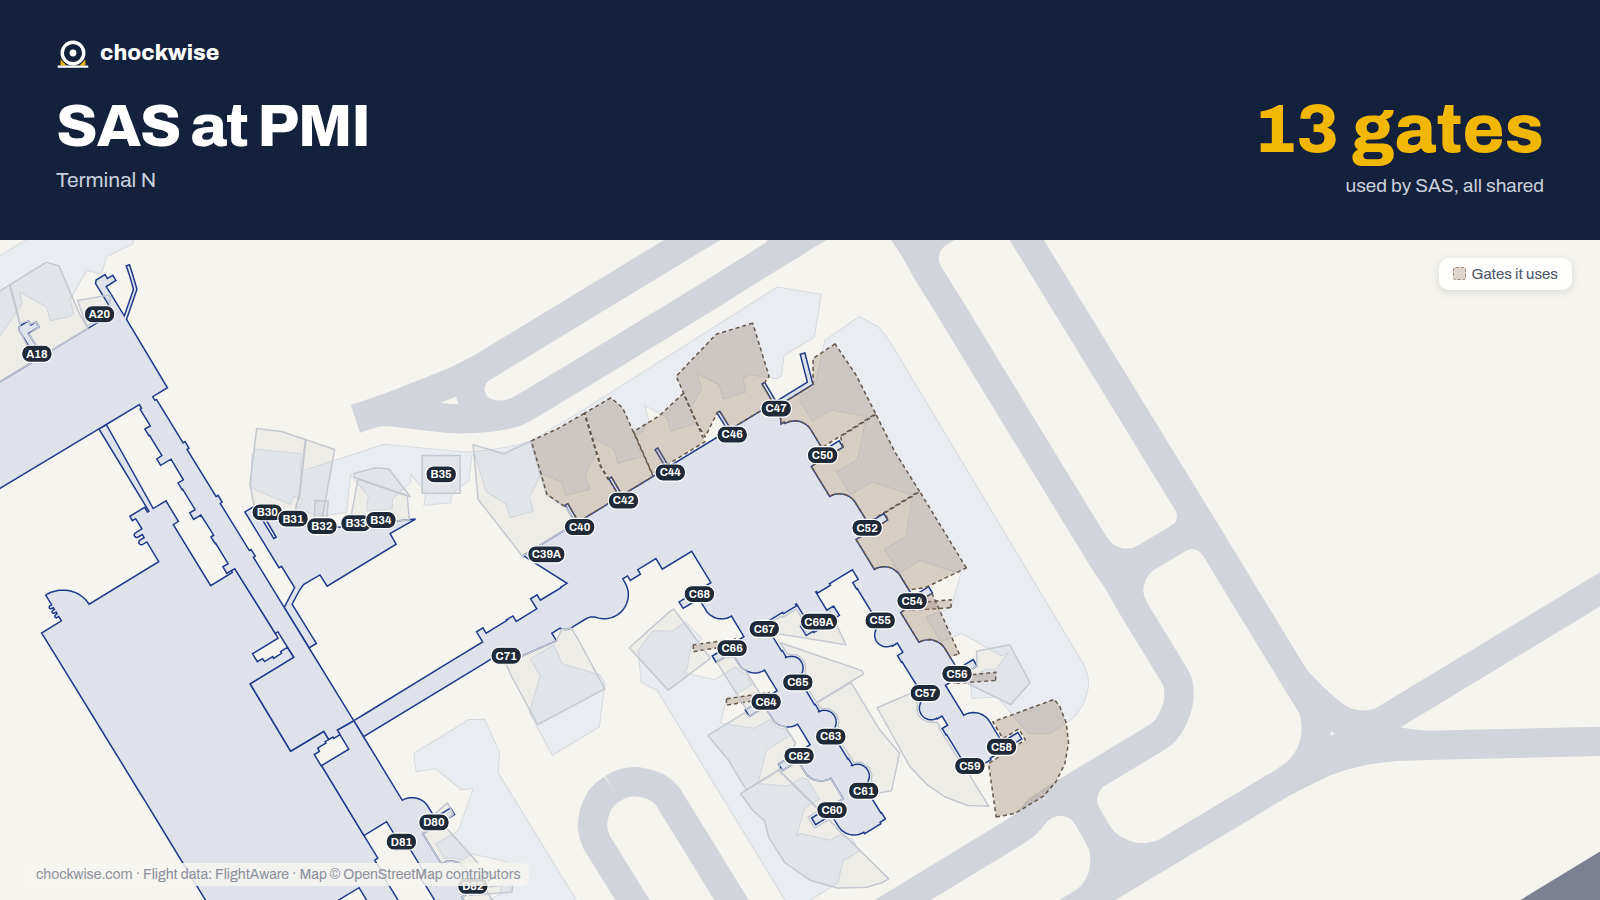 chockwise
SAS at PMI
Terminal N
13 gates
used by SAS, all shared
Gates it uses
A20
A18
B30
B31
B32
B33
B34
B35
C39A
C40
C42
C44
C46
C47
C50
C52
C54
C55
C56
C57
C58
C59
C60
C61
C62
C63
C64
C65
C66
C67
C68
C69A
C71
D80
D81
D82
chockwise.com · Flight data: FlightAware · Map © OpenStreetMap contributors